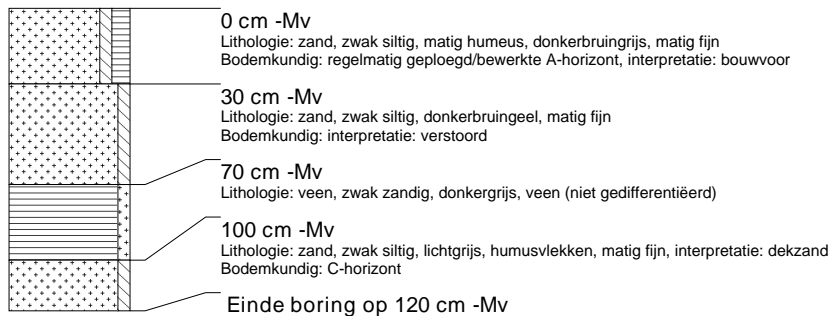 0 cm -Mv
Lithologie: zand, zwak siltig, matig humeus, donkerbruingrijs, matig fijn
Bodemkundig: regelmatig geploegd/bewerkte A-horizont, interpretatie: bouwvoor
30 cm -Mv
Lithologie: zand, zwak siltig, donkerbruingeel, matig fijn
Bodemkundig: interpretatie: verstoord
70 cm -Mv
Lithologie: veen, zwak zandig, donkergrijs, veen (niet gedifferentiëerd)
100 cm -Mv
Lithologie: zand, zwak siltig, lichtgrijs, humusvlekken, matig fijn, interpretatie: dekzand
Bodemkundig: C-horizont
Einde boring op 120 cm -Mv